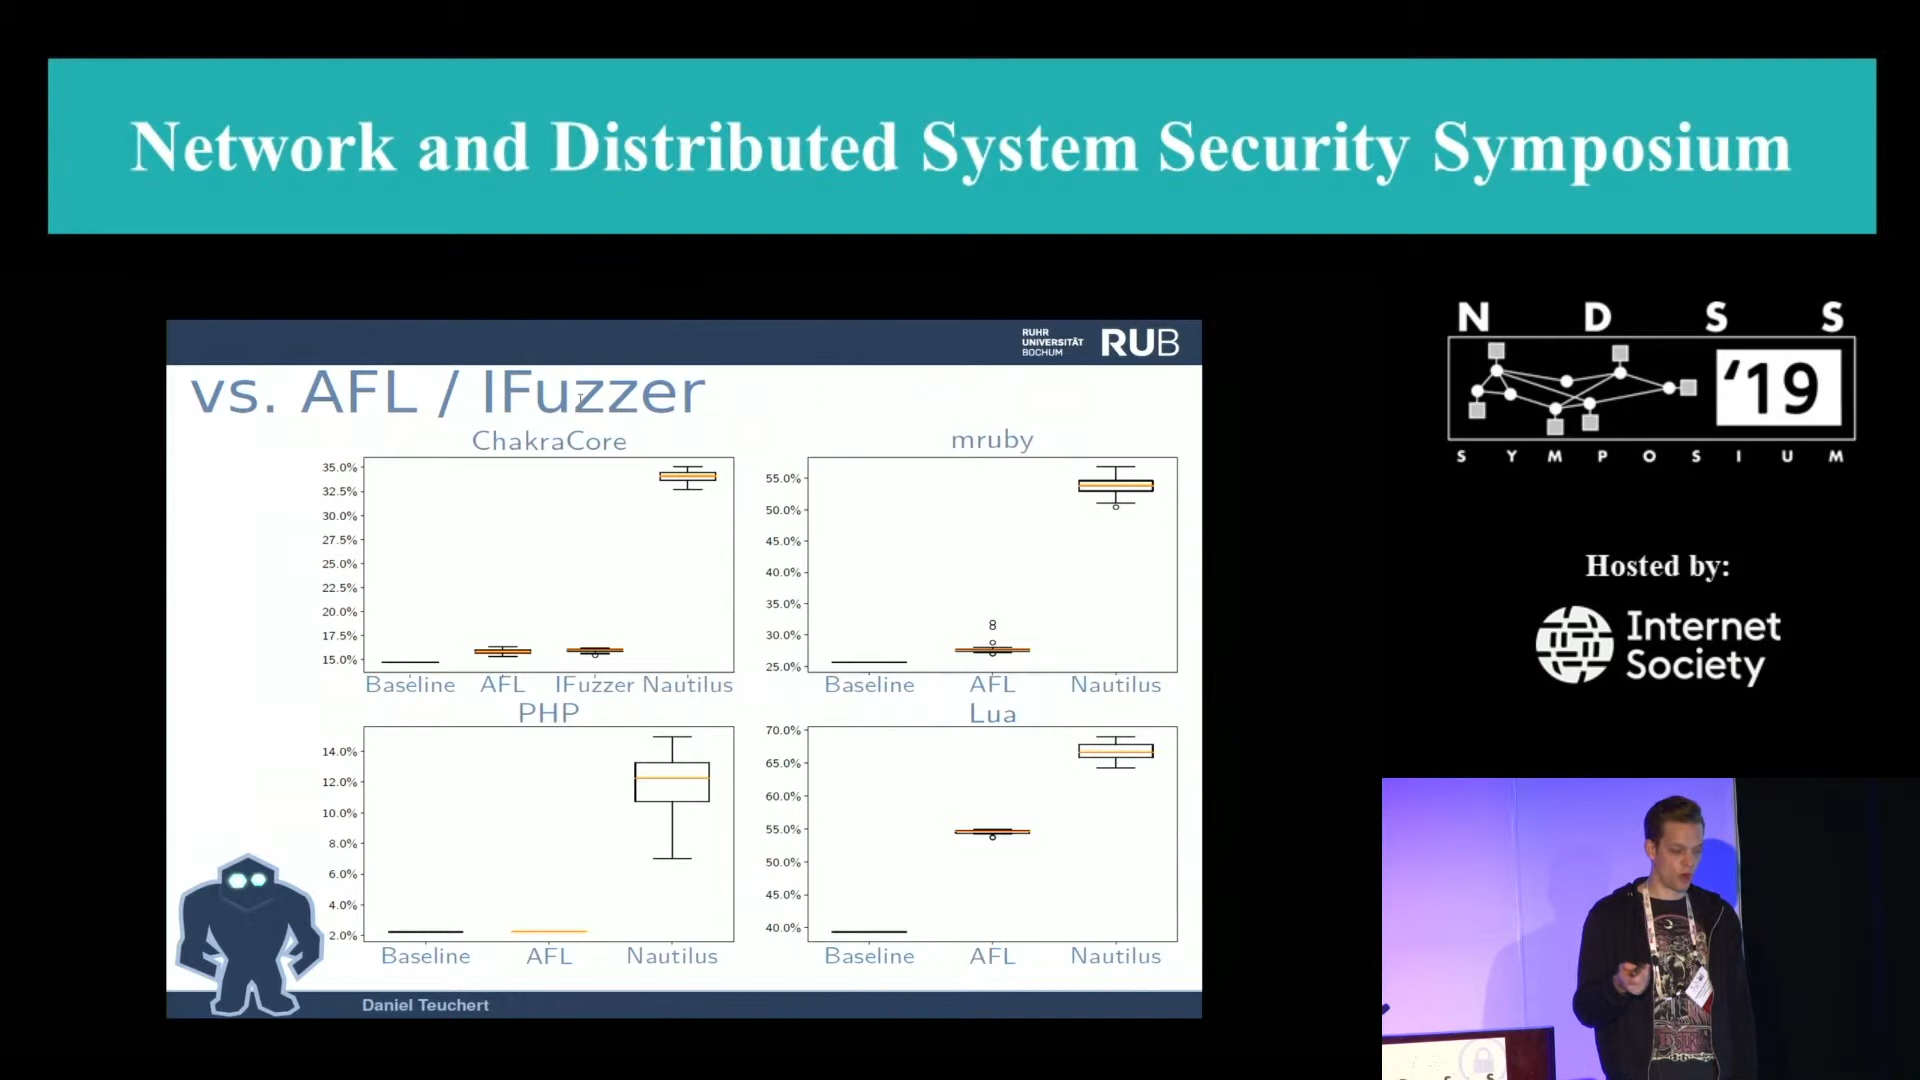 Network and Distributed System Security Symposium
N D S S
'19
S Y M P O S I U M
Hosted by:
Internet
Society
RUHR
UNIVERSITÄT
BOCHUM
RUB
vs. AFL / IFuzzer
ChakraCore
35.0%
32.5%
30.0%
27.5%
25.0%
22.5%
20.0%
17.5%
15.0%
Baseline AFL IFuzzer Nautilus
mruby
55.0%
50.0%
45.0%
40.0%
35.0%
30.0%
25.0%
Baseline AFL Nautilus
PHP
14.0%
12.0%
10.0%
8.0%
6.0%
4.0%
2.0%
Baseline AFL Nautilus
Lua
70.0%
65.0%
60.0%
55.0%
50.0%
45.0%
40.0%
Baseline AFL Nautilus
Daniel Teuchert